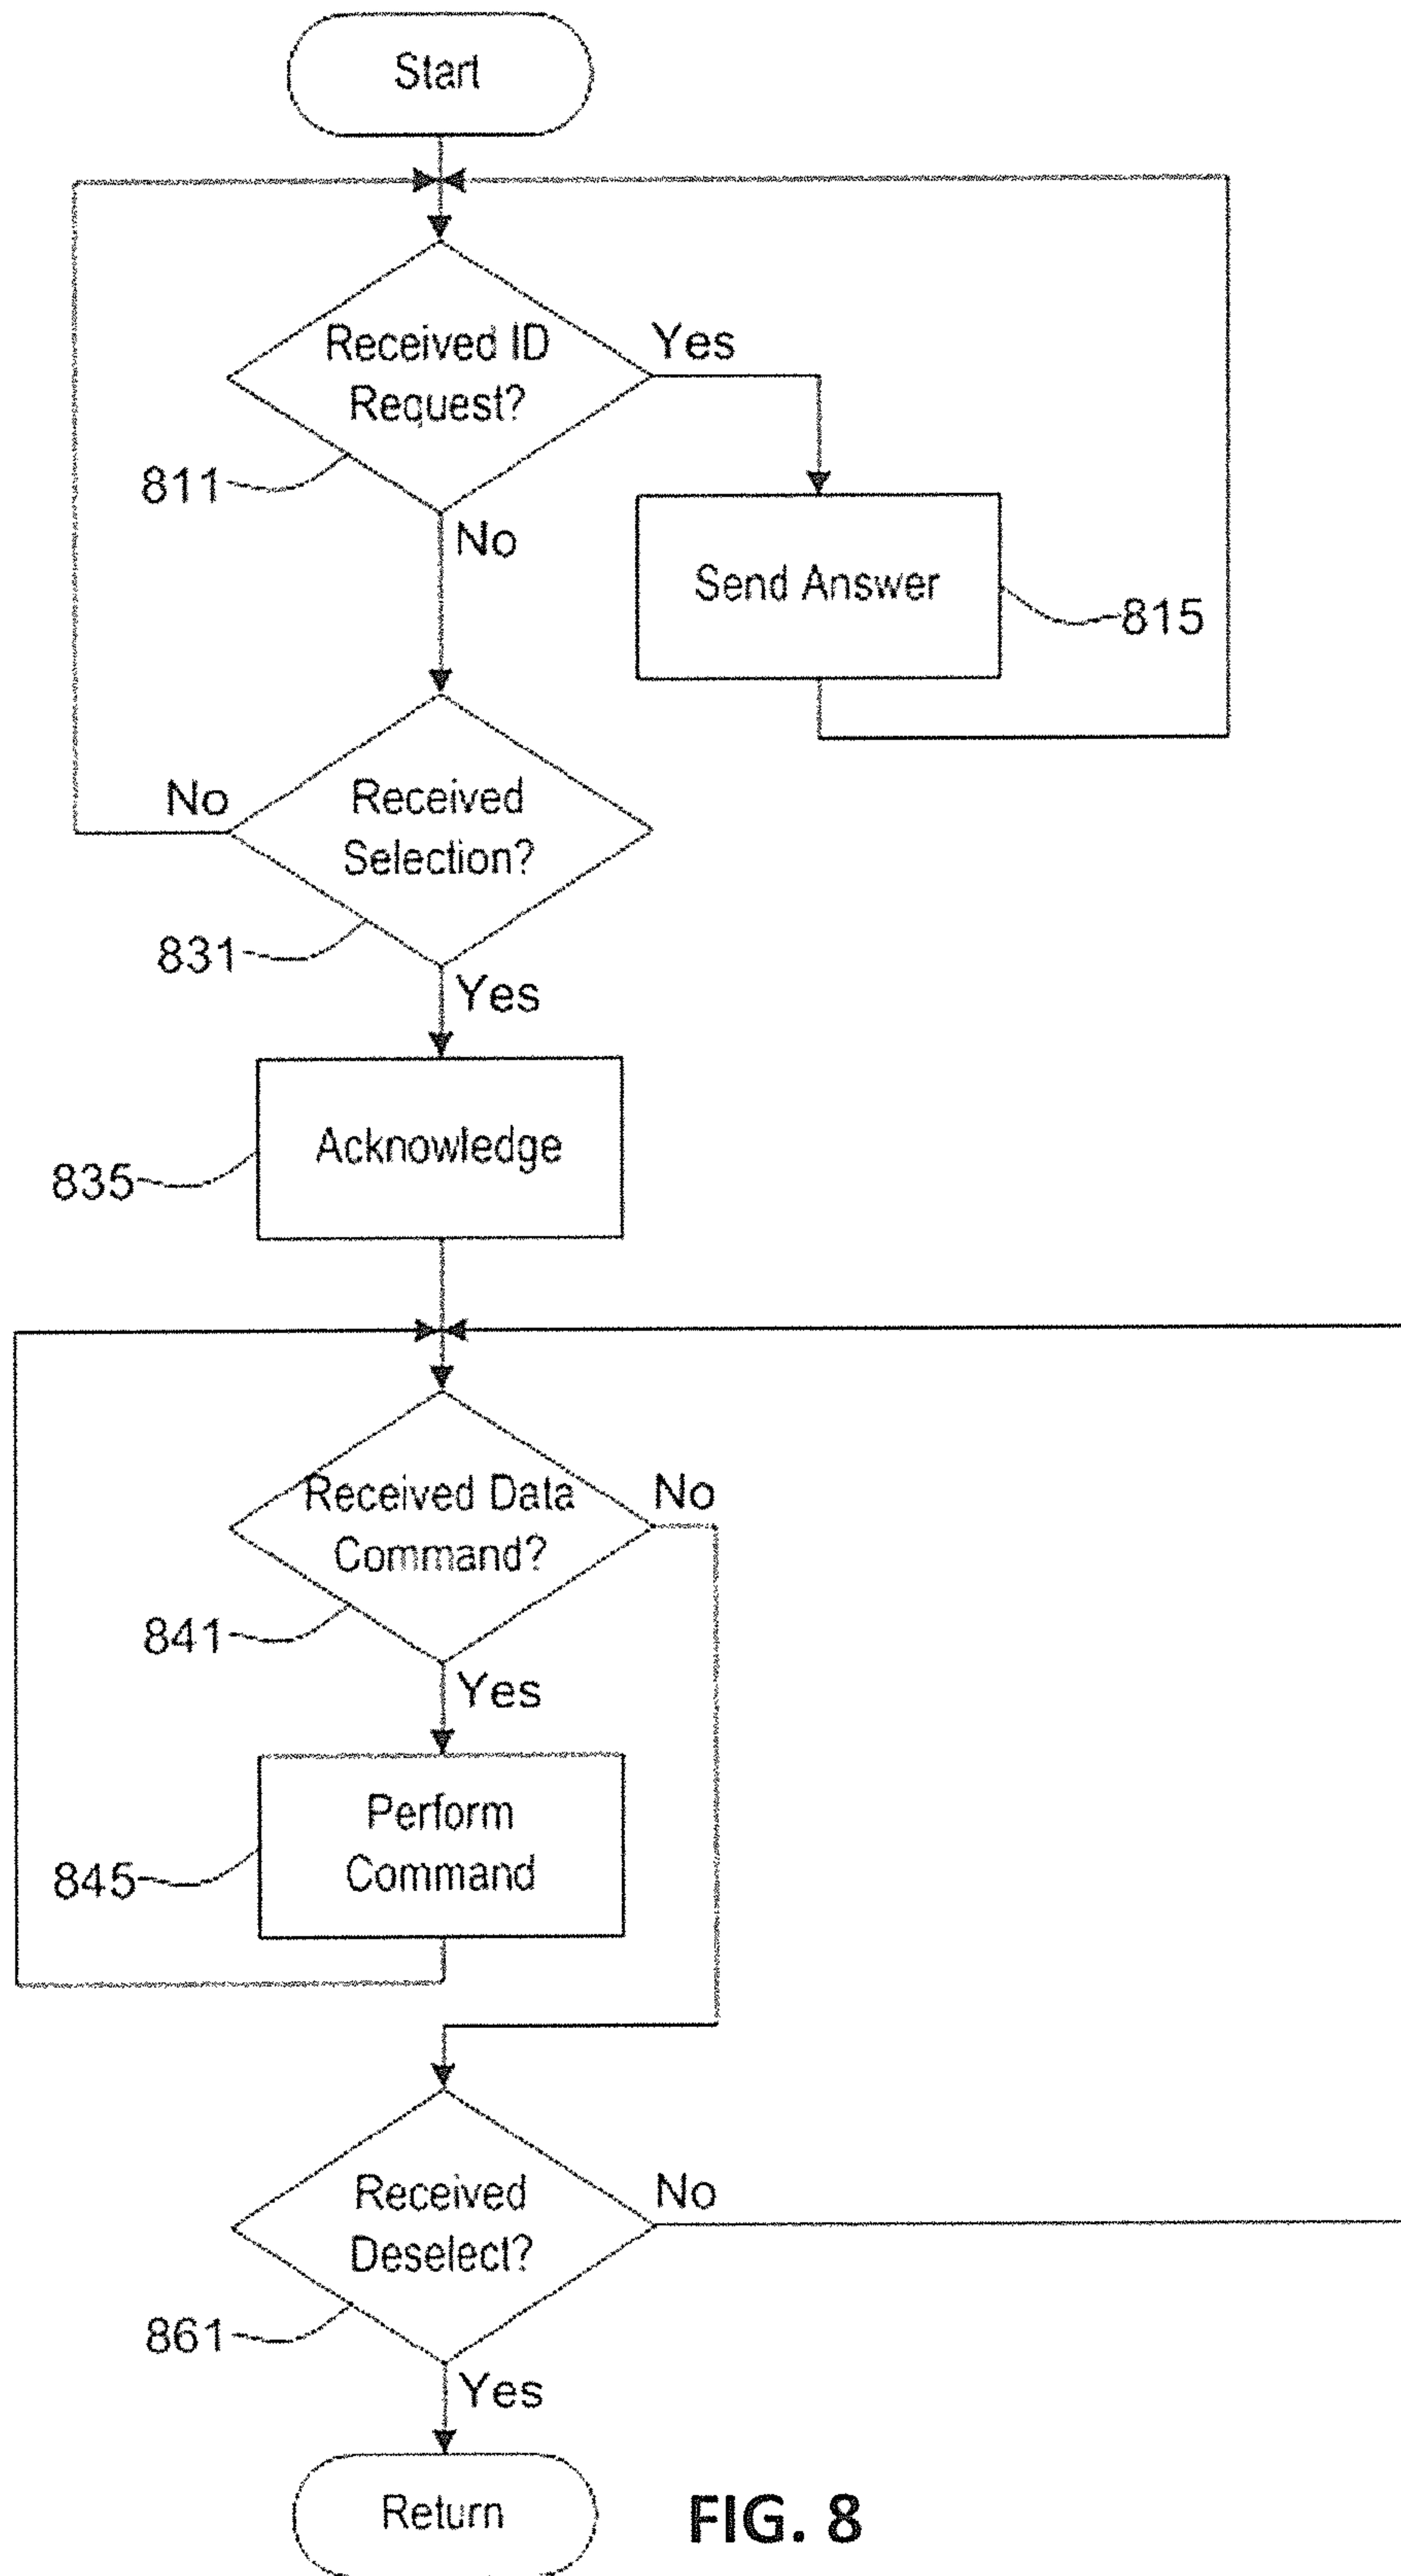 Start
Received ID
Request?
Yes
811
No
Send Answer
815
No
Received
Selection?
831
Yes
Acknowledge
835
Received Data
Command?
No
841
Yes
Perform
Command
845
Received
Deselect?
No
861
Yes
Return
FIG. 8